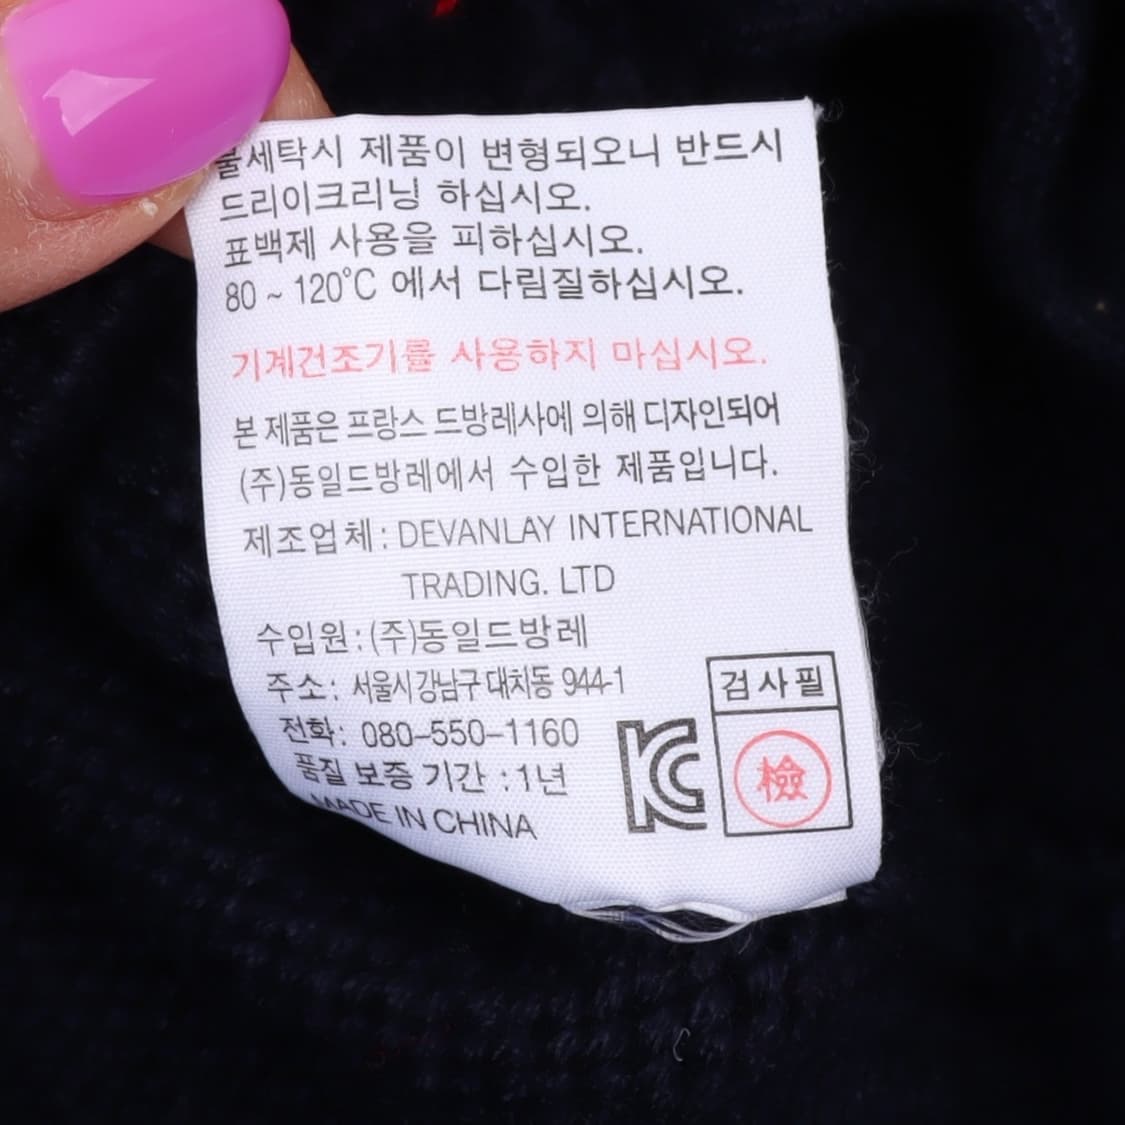 물세탁시 제품이 변형되오니 반드시
드리이크리닝 하십시오.
표백제 사용을 피하십시오.
80 ~ 120°C 에서 다림질하십시오.
기계건조기를 사용하지 마십시오.
본 제품은 프랑스 드방레사에 의해 디자인되어
(주)동일드방레에서 수입한 제품입니다.
제조업체: DEVANLAY INTERNATIONAL
TRADING. LTD
수입원: (주)동일드방레
주소: 서울시 강남구 대치동 944-1
전화: 080-550-1160
품질 보증 기간 : 1년
MADE IN CHINA
KC
검사필
檢